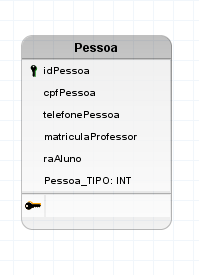 Pessoa
idPessoa
cpfPessoa
telefonePessoa
matriculaProfessor
raAluno
Pessoa_TIPO: INT